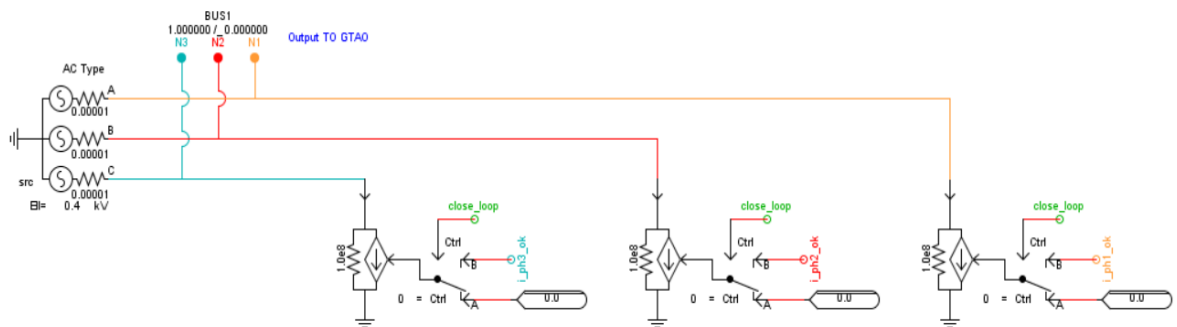 BUS1
1.000000 /_ 0.000000
N3 N2 N1
Output TO GTAO
AC Type
A
0.00001
B
0.00001
C
src
0.00001
0.4 kV
close_loop
Ctrl
B
i_ph3_ok
1.0e8
0 = Ctrl
A
0.0
close_loop
Ctrl
B
i_ph2_ok
1.0e8
0 = Ctrl
A
0.0
close_loop
Ctrl
B
i_ph1_ok
1.0e8
0 = Ctrl
A
0.0